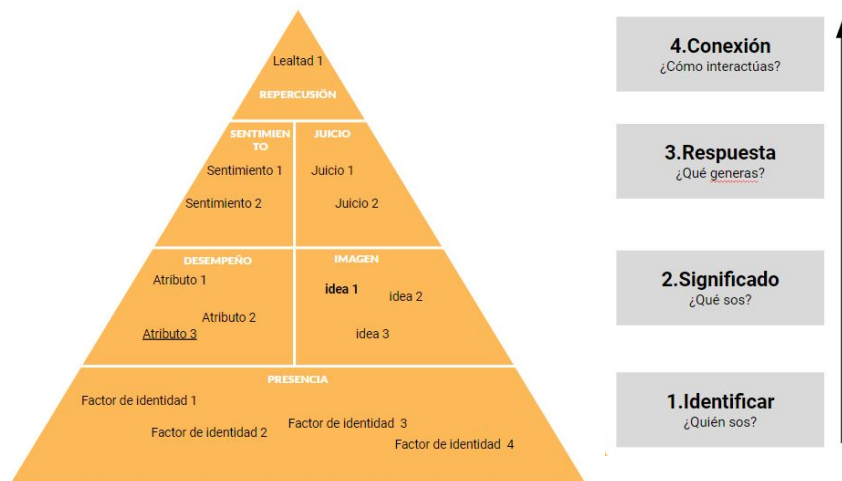 Lealtad 1
REPERCUSIÓN
SENTIMIEN
TO
JUICIO
Sentimiento 1
Juicio 1
Sentimiento 2
Juicio 2
DESEMPEÑO
IMAGEN
Atributo 1
idea 1
idea 2
Atributo 2
Atributo 3
idea 3
PRESENCIA
Factor de identidad 1
Factor de identidad 2
Factor de identidad 3
Factor de identidad 4
4.Conexión
¿Cómo interactúas?
3.Respuesta
¿Qué generas?
2.Significado
¿Qué sos?
1.Identificar
¿Quién sos?